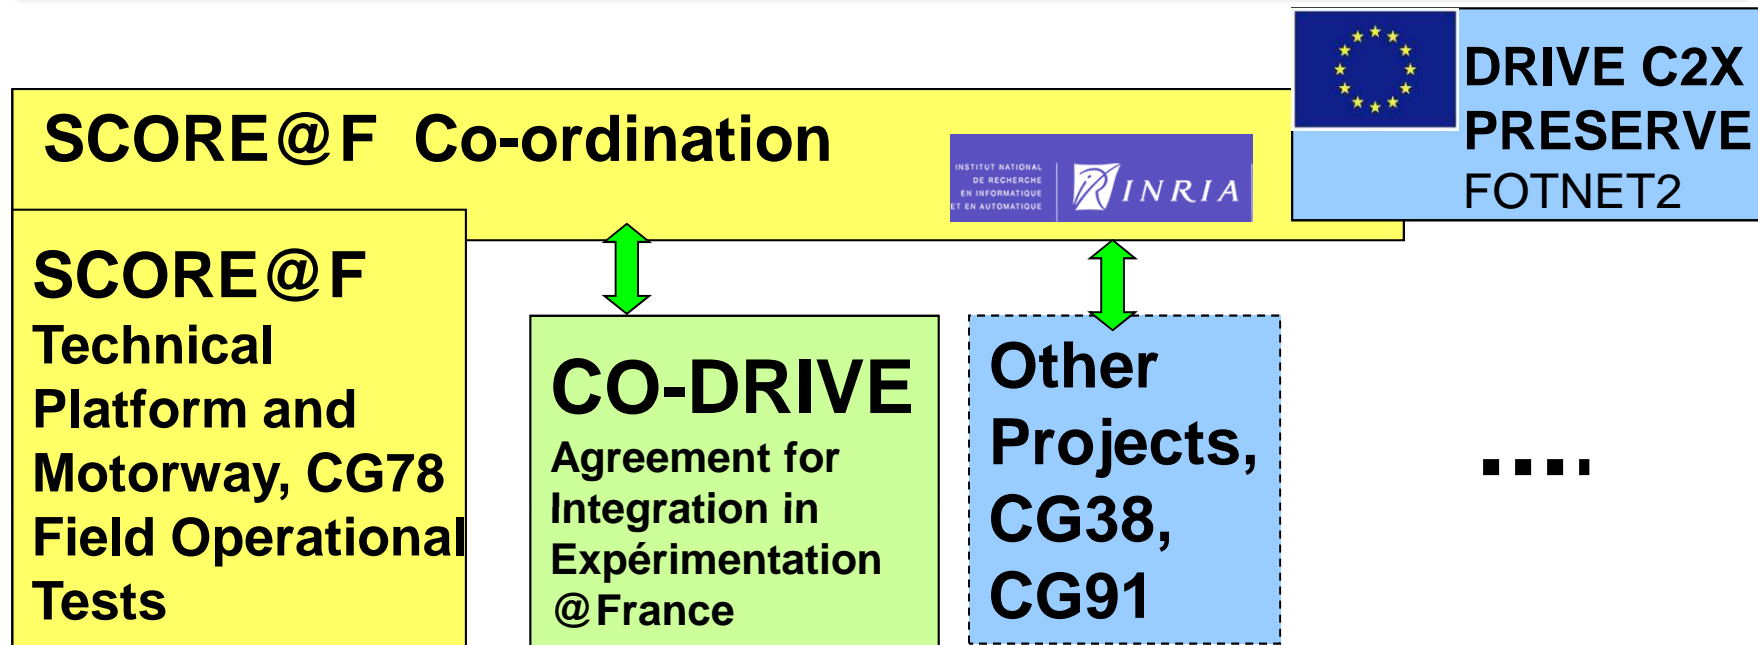 DRIVE C2X
PRESERVE
FOTNET2
SCORE@F Co-ordination
INSTITUT NATIONAL
DE RECHERCHE
EN INFORMATIQUE
ET EN AUTOMATIQUE
INRIA
SCORE@F
Technical
Platform and
Motorway, CG78
Field Operational
Tests
CO-DRIVE
Agreement for
Integration in
Expérimentation
@France
Other
Projects,
CG38,
CG91
....